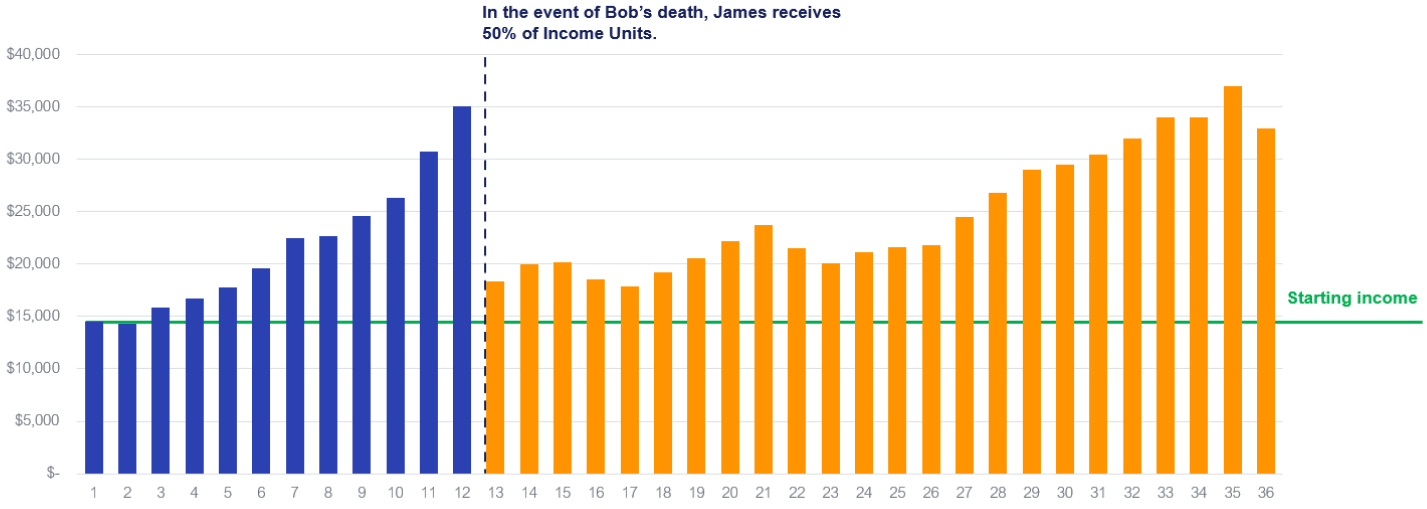 In the event of Bob’s death, James receives
50% of Income Units.
$40,000
$35,000
$30,000
$25,000
$20,000
$15,000
$10,000
$5,000
$-
Starting income
1 2 3 4 5 6 7 8 9 10 11 12 13 14 15 16 17 18 19 20 21 22 23 24 25 26 27 28 29 30 31 32 33 34 35 36